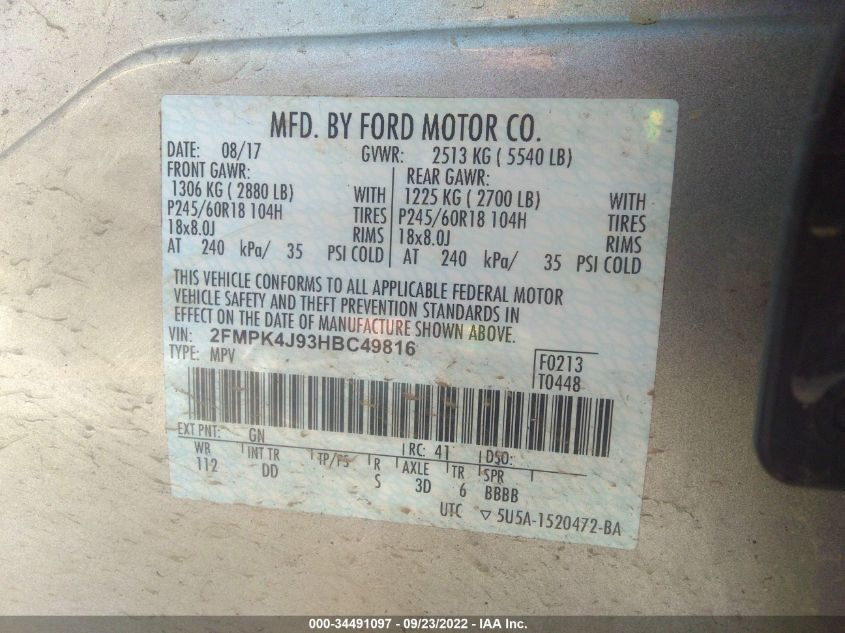 MFD. BY FORD MOTOR CO.
DATE: 08/17 GVWR: 2513 KG ( 5540 LB)
FRONT GAWR: REAR GAWR:
1306 KG ( 2880 LB) WITH 1225 KG ( 2700 LB) WITH
P245/60R18 104H TIRES P245/60R18 104H TIRES
18x8.0J RIMS 18x8.0J RIMS
AT 240 kPa/ 35 PSI COLD AT 240 kPa/ 35 PSI COLD
THIS VEHICLE CONFORMS TO ALL APPLICABLE FEDERAL MOTOR
VEHICLE SAFETY AND THEFT PREVENTION STANDARDS IN
EFFECT ON THE DATE OF MANUFACTURE SHOWN ABOVE.
VIN: 2FMPK4J93HBC49816
TYPE: MPV F0213
T0448
EXT PNT: GN RC: 41 DSO:
WB INT TR TP/PS R AXLE TR SPR
112 DD S 3D 6 BBBB
UTC ▽ 5U5A-1520472-BA
000-34491097 - 09/23/2022 - IAA Inc.